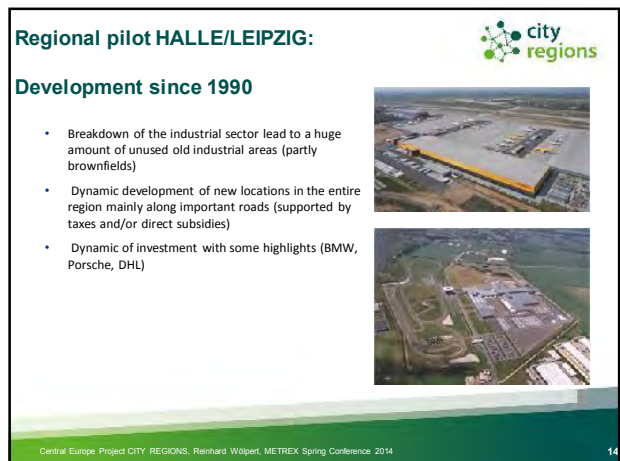 Regional pilot HALLE/LEIPZIG:
city
regions
Development since 1990
• Breakdown of the industrial sector lead to a huge
amount of unused old industrial areas (partly
brownfields)
• Dynamic development of new locations in the entire
region mainly along important roads (supported by
taxes and/or direct subsidies)
• Dynamic of investment with some highlights (BMW,
Porsche, DHL)
Central Europe Project CITY REGIONS, Reinhard Wölpert, METREX Spring Conference 2014
14